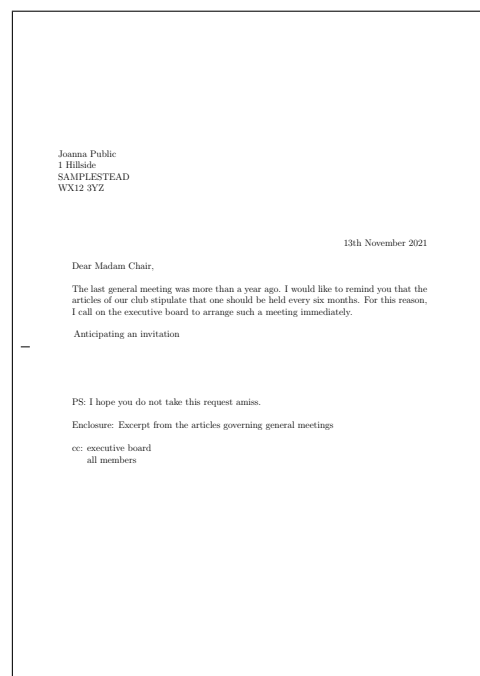 Joanna Public
1 Hillside
SAMPLESTEAD
WX12 3YZ
13th November 2021
Dear Madam Chair,
The last general meeting was more than a year ago. I would like to remind you that the
articles of our club stipulate that one should be held every six months. For this reason,
I call on the executive board to arrange such a meeting immediately.
Anticipating an invitation
PS: I hope you do not take this request amiss.
Enclosure: Excerpt from the articles governing general meetings
cc: executive board
all members